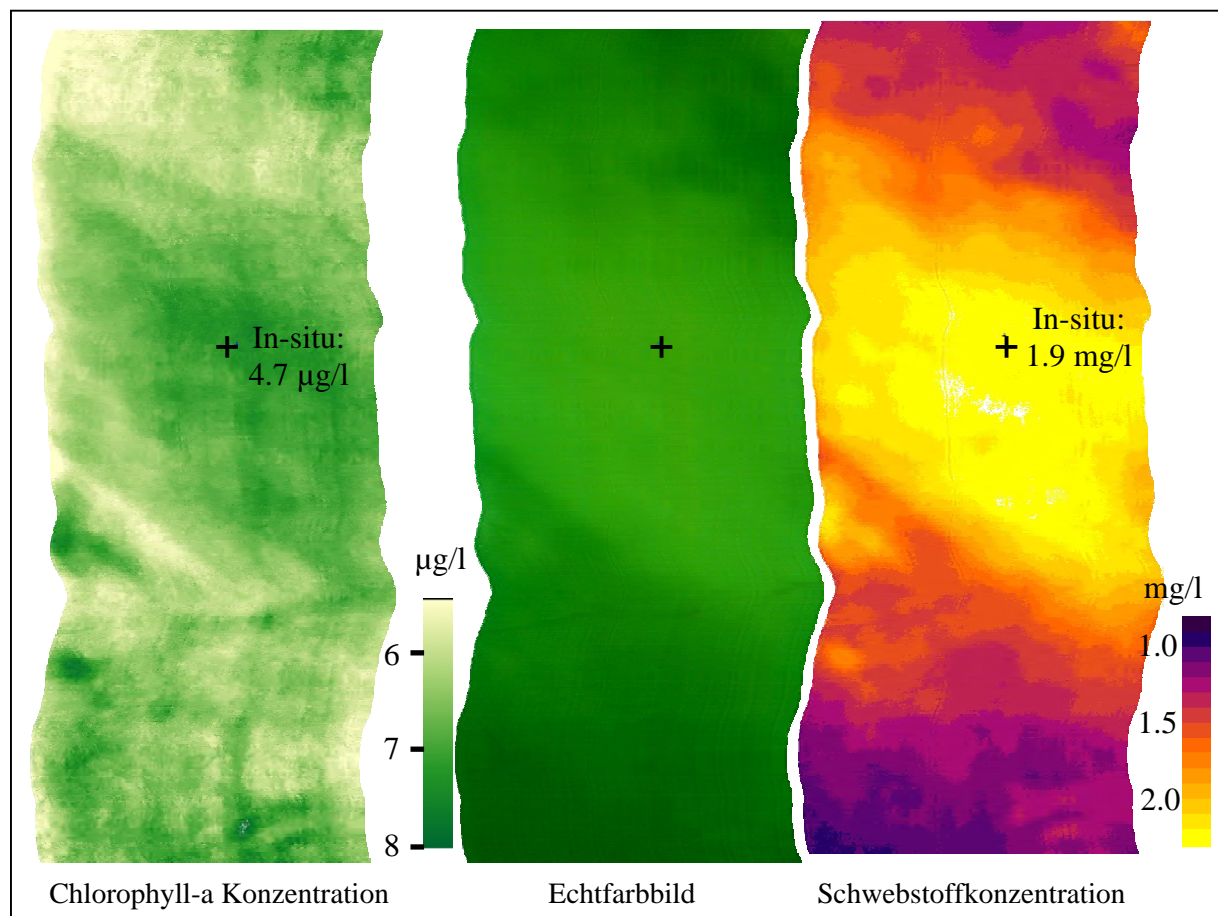 In-situ:
4.7 µg/l
In-situ:
1.9 mg/l
µg/l
6
7
8
mg/l
1.0
1.5
2.0
Chlorophyll-a Konzentration
Echtfarbbild
Schwebstoffkonzentration